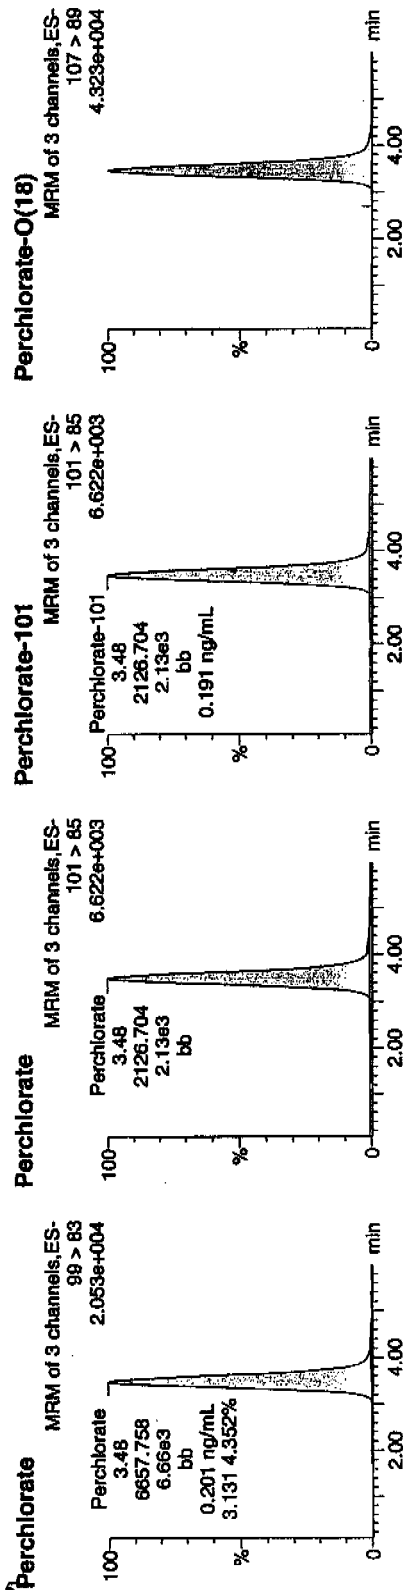 Perchlorate
MRM of 3 channels,ES-
99 > 83
2.053e+004
Perchlorate
3.48
6657.758
6.66e3
bb
0.201 ng/mL
3.131 4.352%
100
%
0
2.00
4.00
min
Perchlorate
MRM of 3 channels,ES-
101 > 85
6.622e+003
Perchlorate
3.48
2126.704
2.13e3
bb
100
%
0
2.00
4.00
min
Perchlorate-101
MRM of 3 channels,ES-
101 > 85
6.622e+003
Perchlorate-101
3.48
2126.704
2.13e3
bb
0.191 ng/mL
100
%
0
2.00
4.00
min
Perchlorate-O(18)
MRM of 3 channels,ES-
107 > 89
4.323e+004
100
%
0
2.00
4.00
min